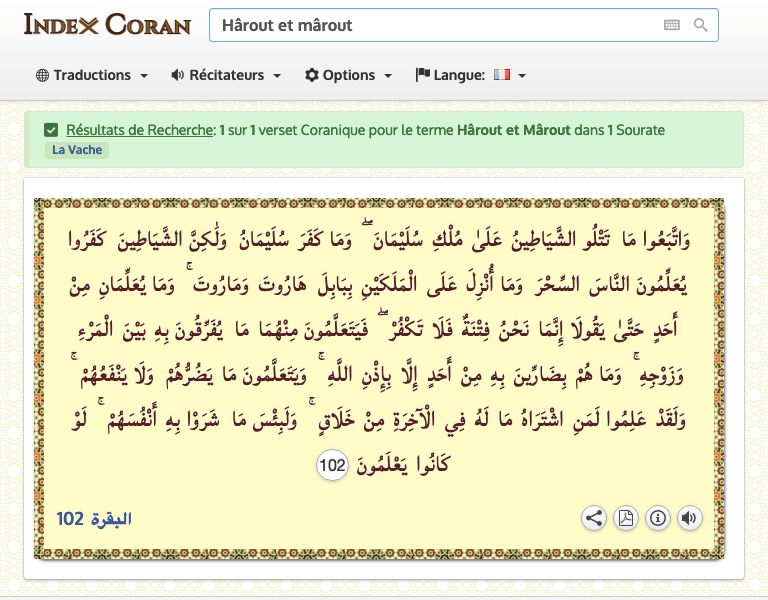 INDEX CORAN
Hârout et mârout
Traductions Récitateurs Options Langue:
Résultats de Recherche: 1 sur 1 verset Coranique pour le terme Hârout et Mârout dans 1 Sourate
La Vache
وَاتَّبَعُوا مَا تَتْلُو الشَّيَاطِينُ عَلَىٰ مُلْكِ سُلَيْمَانَ ۖ وَمَا كَفَرَ سُلَيْمَانُ وَلَٰكِنَّ الشَّيَاطِينَ كَفَرُوا
يُعَلِّمُونَ النَّاسَ السِّحْرَ وَمَا أُنْزِلَ عَلَى الْمَلَكَيْنِ بِبَابِلَ هَارُوتَ وَمَارُوتَ ۚ وَمَا يُعَلِّمَانِ مِنْ
أَحَدٍ حَتَّىٰ يَقُولَا إِنَّمَا نَحْنُ فِتْنَةٌ فَلَا تَكْفُرْ ۖ فَيَتَعَلَّمُونَ مِنْهُمَا مَا يُفَرِّقُونَ بِهِ بَيْنَ الْمَرْءِ
وَزَوْجِهِ ۚ وَمَا هُمْ بِضَارِّينَ بِهِ مِنْ أَحَدٍ إِلَّا بِإِذْنِ اللَّهِ ۚ وَيَتَعَلَّمُونَ مَا يَضُرُّهُمْ وَلَا يَنْفَعُهُمْ ۚ
وَلَقَدْ عَلِمُوا لَمَنِ اشْتَرَاهُ مَا لَهُ فِي الْآخِرَةِ مِنْ خَلَاقٍ ۚ وَلَبِئْسَ مَا شَرَوْا بِهِ أَنْفُسَهُمْ ۚ لَوْ
كَانُوا يَعْلَمُونَ 102
البقرة 102